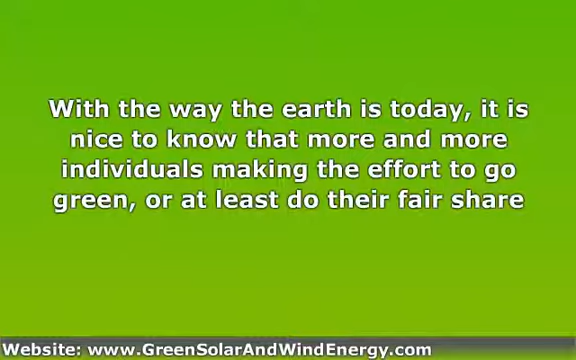 With the way the earth is today, it is
nice to know that more and more
individuals making the effort to go
green, or at least do their fair share
Website: www.GreenSolarAndWindEnergy.com